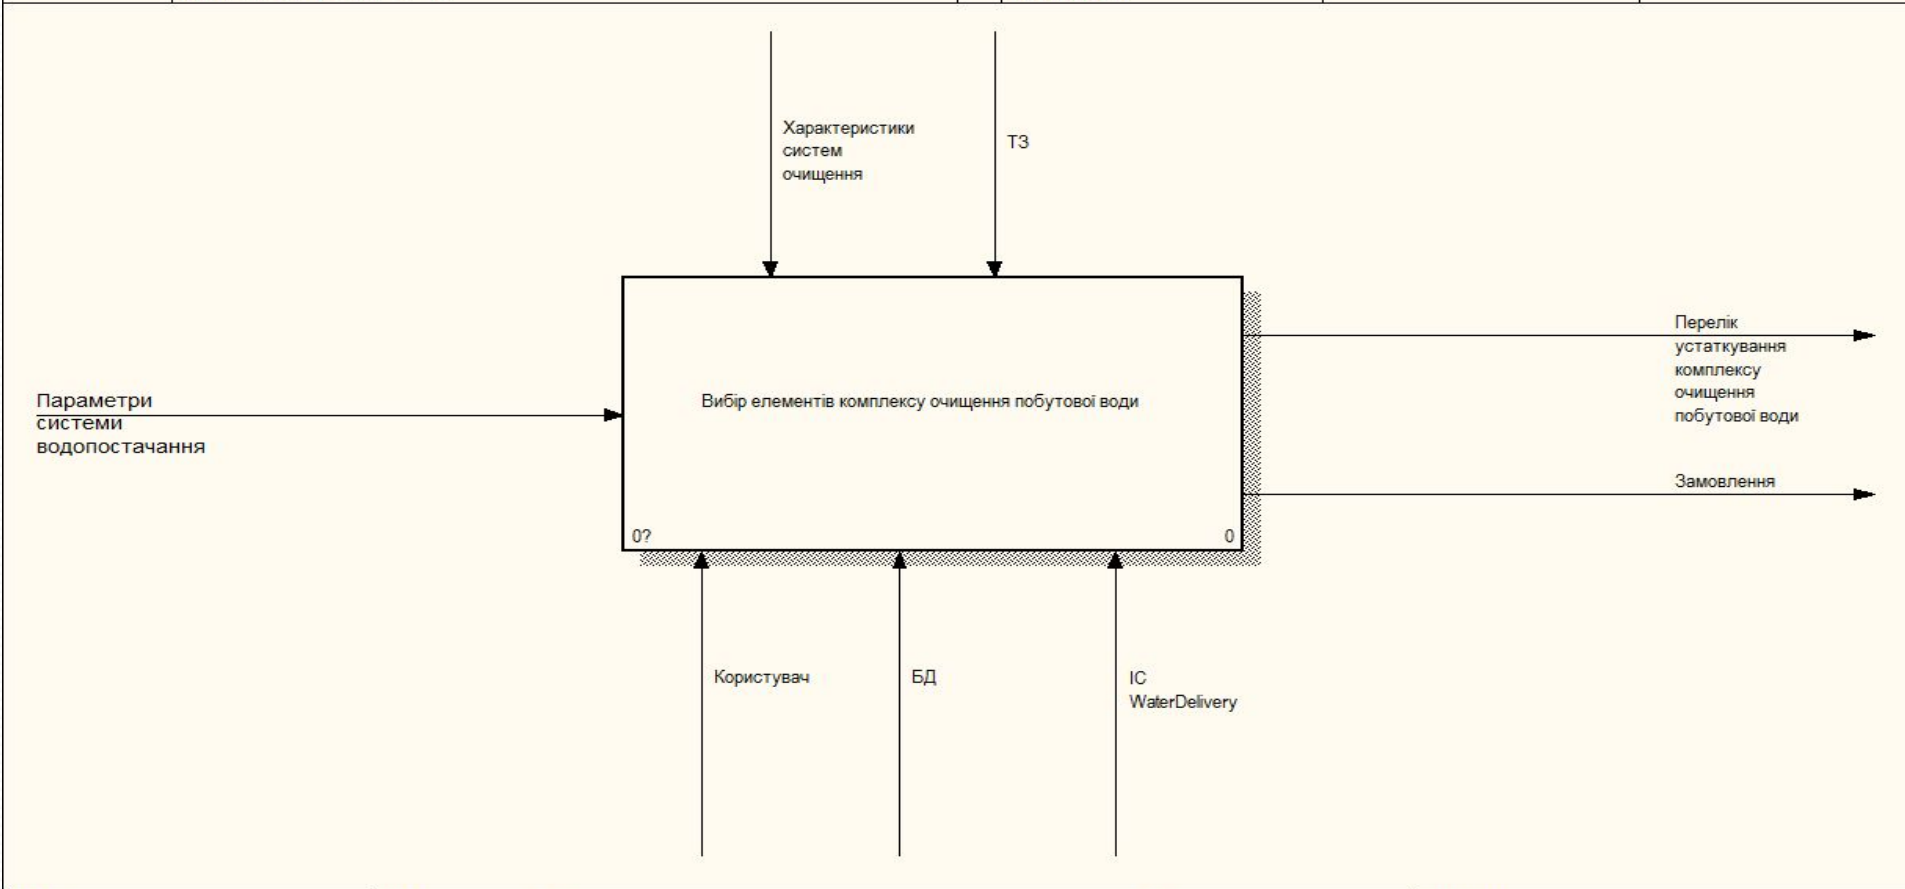 Характеристики
систем
очищення
ТЗ
Перелік
устаткування
комплексу
очищення
побутової води
Параметри
системи
водопостачання
Вибір елементів комплексу очищення побутової води
Замовлення
0?
0
Користувач
БД
ІС
WaterDelivery